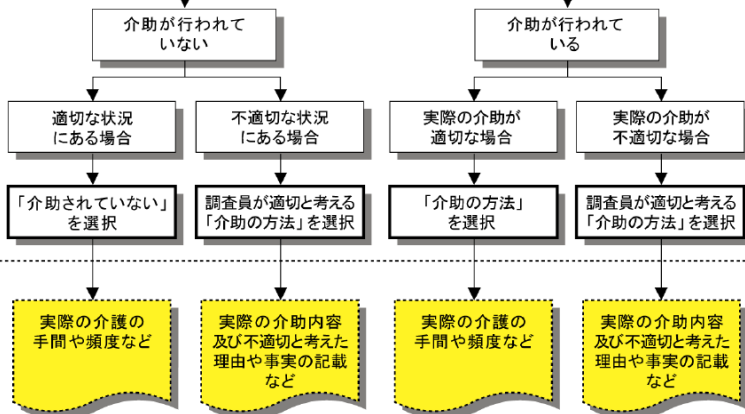 介助が行われて
いない
介助が行われて
いる
適切な状況
にある場合
不適切な状況
にある場合
実際の介助が
適切な場合
実際の介助が
不適切な場合
「介助されていない」
を選択
調査員が適切と考える
「介助の方法」を選択
「介助の方法」
を選択
調査員が適切と考える
「介助の方法」を選択
実際の介護の
手間や頻度など
実際の介助内容
及び不適切と考えた
理由や事実の記載
など
実際の介護の
手間や頻度など
実際の介助内容
及び不適切と考えた
理由や事実の記載
など